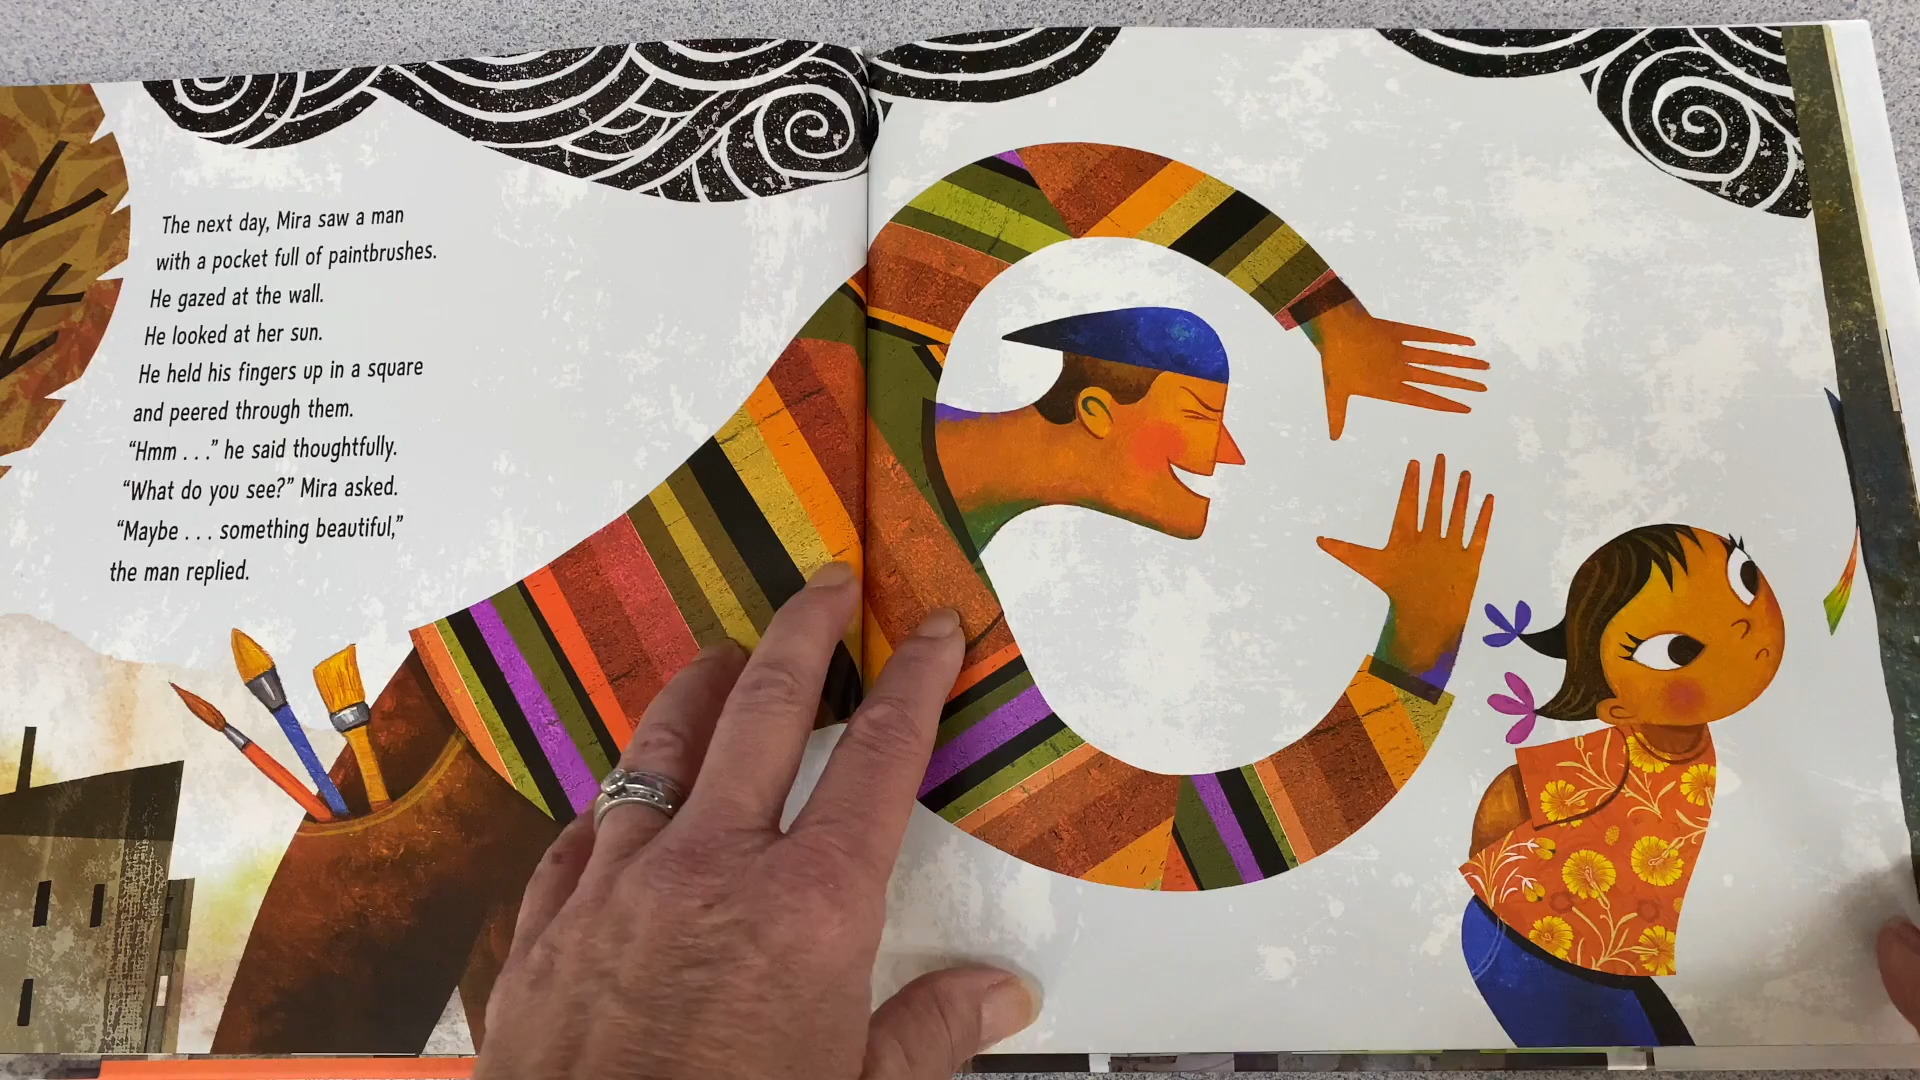 The next day, Mira saw a man
with a pocket full of paintbrushes.
He gazed at the wall.
He looked at her sun.
He held his fingers up in a square
and peered through them.
“Hmm . . .” he said thoughtfully.
“What do you see?” Mira asked.
“Maybe . . . something beautiful,”
the man replied.